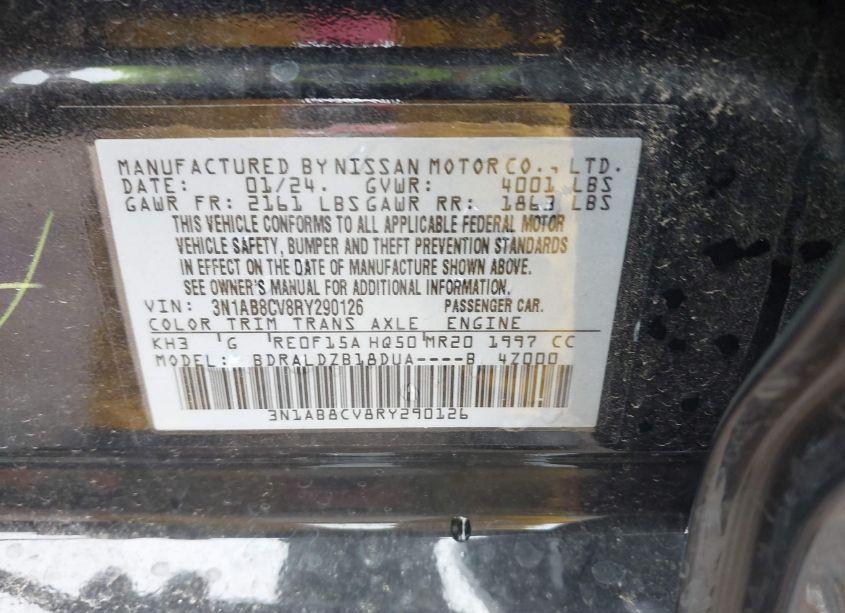 MANUFACTURED BY NISSAN MOTOR CO., LTD.
DATE: 01/24. GVWR: 4001 LBS
GAWR FR: 2161 LBS GAWR RR: 1863 LBS
THIS VEHICLE CONFORMS TO ALL APPLICABLE FEDERAL MOTOR
VEHICLE SAFETY, BUMPER AND THEFT PREVENTION STANDARDS
IN EFFECT ON THE DATE OF MANUFACTURE SHOWN ABOVE.
SEE OWNER'S MANUAL FOR ADDITIONAL INFORMATION.
VIN: 3N1AB8CV8RY290126 PASSENGER CAR.
COLOR TRIM TRANS AXLE ENGINE
KH3 G RE0F15A HQ50 MR20 1997 CC
MODEL: BDRALDZB18DUA----B 4Z000
3N1AB8CV8RY290126